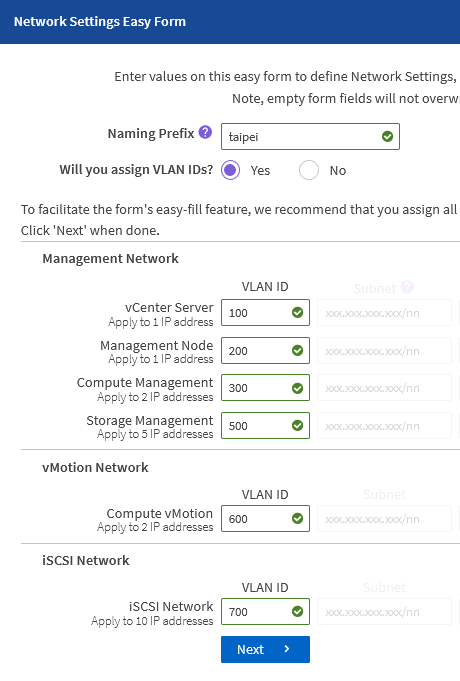 Network Settings Easy Form
Enter values on this easy form to define Network Settings,
Note, empty form fields will not overw
Naming Prefix ?
taipei
Will you assign VLAN IDs? Yes No
To facilitate the form's easy-fill feature, we recommend that you assign all
Click 'Next' when done.
Management Network
VLAN ID Subnet ?
vCenter Server
Apply to 1 IP address
100 xxx.xxx.xxx.xxx/nn
Management Node
Apply to 1 IP address
200 xxx.xxx.xxx.xxx/nn
Compute Management
Apply to 2 IP addresses
300 xxx.xxx.xxx.xxx/nn
Storage Management
Apply to 5 IP addresses
500 xxx.xxx.xxx.xxx/nn
vMotion Network
VLAN ID Subnet
Compute vMotion
Apply to 2 IP addresses
600 xxx.xxx.xxx.xxx/nn
iSCSI Network
VLAN ID Subnet
iSCSI Network
Apply to 10 IP addresses
700 xxx.xxx.xxx.xxx/nn
Next